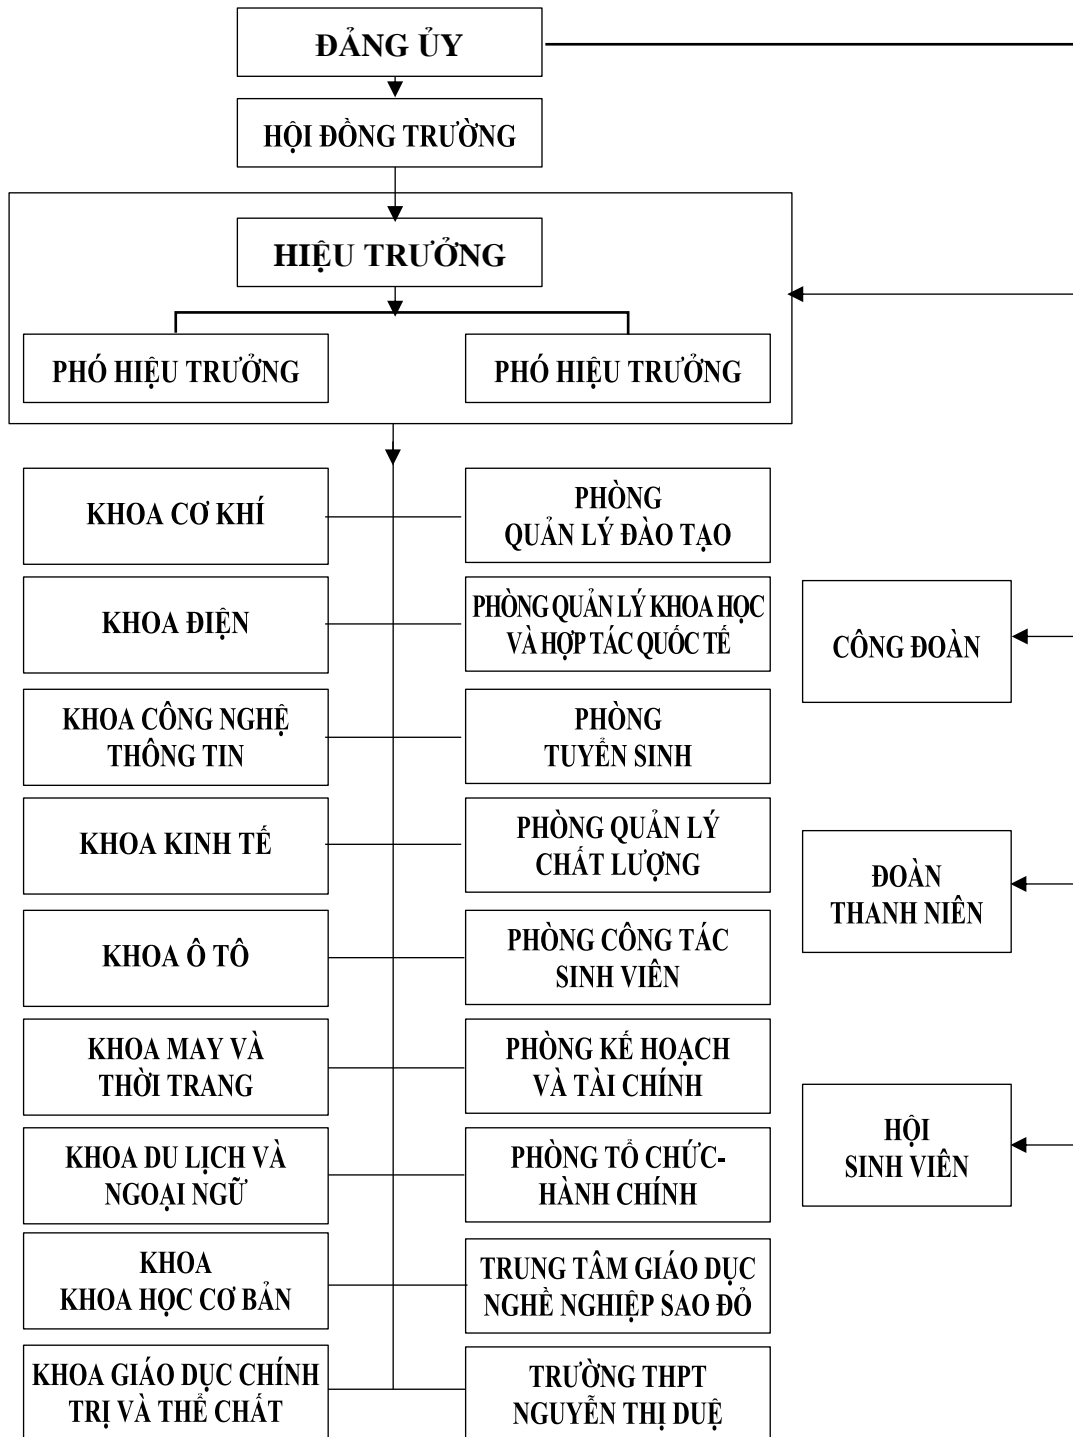 ĐẢNG ỦY
HỘI ĐỒNG TRƯỜNG
HIỆU TRƯỞNG
PHÓ HIỆU TRƯỞNG
PHÓ HIỆU TRƯỞNG
KHOA CƠ KHÍ
PHÒNG
QUẢN LÝ ĐÀO TẠO
KHOA ĐIỆN
PHÒNG QUẢN LÝ KHOA HỌC
VÀ HỢP TÁC QUỐC TẾ
CÔNG ĐOÀN
KHOA CÔNG NGHỆ
THÔNG TIN
PHÒNG
TUYỂN SINH
KHOA KINH TẾ
PHÒNG QUẢN LÝ
CHẤT LƯỢNG
ĐOÀN
THANH NIÊN
KHOA Ô TÔ
PHÒNG CÔNG TÁC
SINH VIÊN
KHOA MAY VÀ
THỜI TRANG
PHÒNG KẾ HOẠCH
VÀ TÀI CHÍNH
HỘI
SINH VIÊN
KHOA DU LỊCH VÀ
NGOẠI NGỮ
PHÒNG TỔ CHỨC-
HÀNH CHÍNH
KHOA
KHOA HỌC CƠ BẢN
TRUNG TÂM GIÁO DỤC
NGHỀ NGHIỆP SAO ĐỎ
KHOA GIÁO DỤC CHÍNH
TRỊ VÀ THỂ CHẤT
TRƯỜNG THPT
NGUYỄN THỊ DUỆ